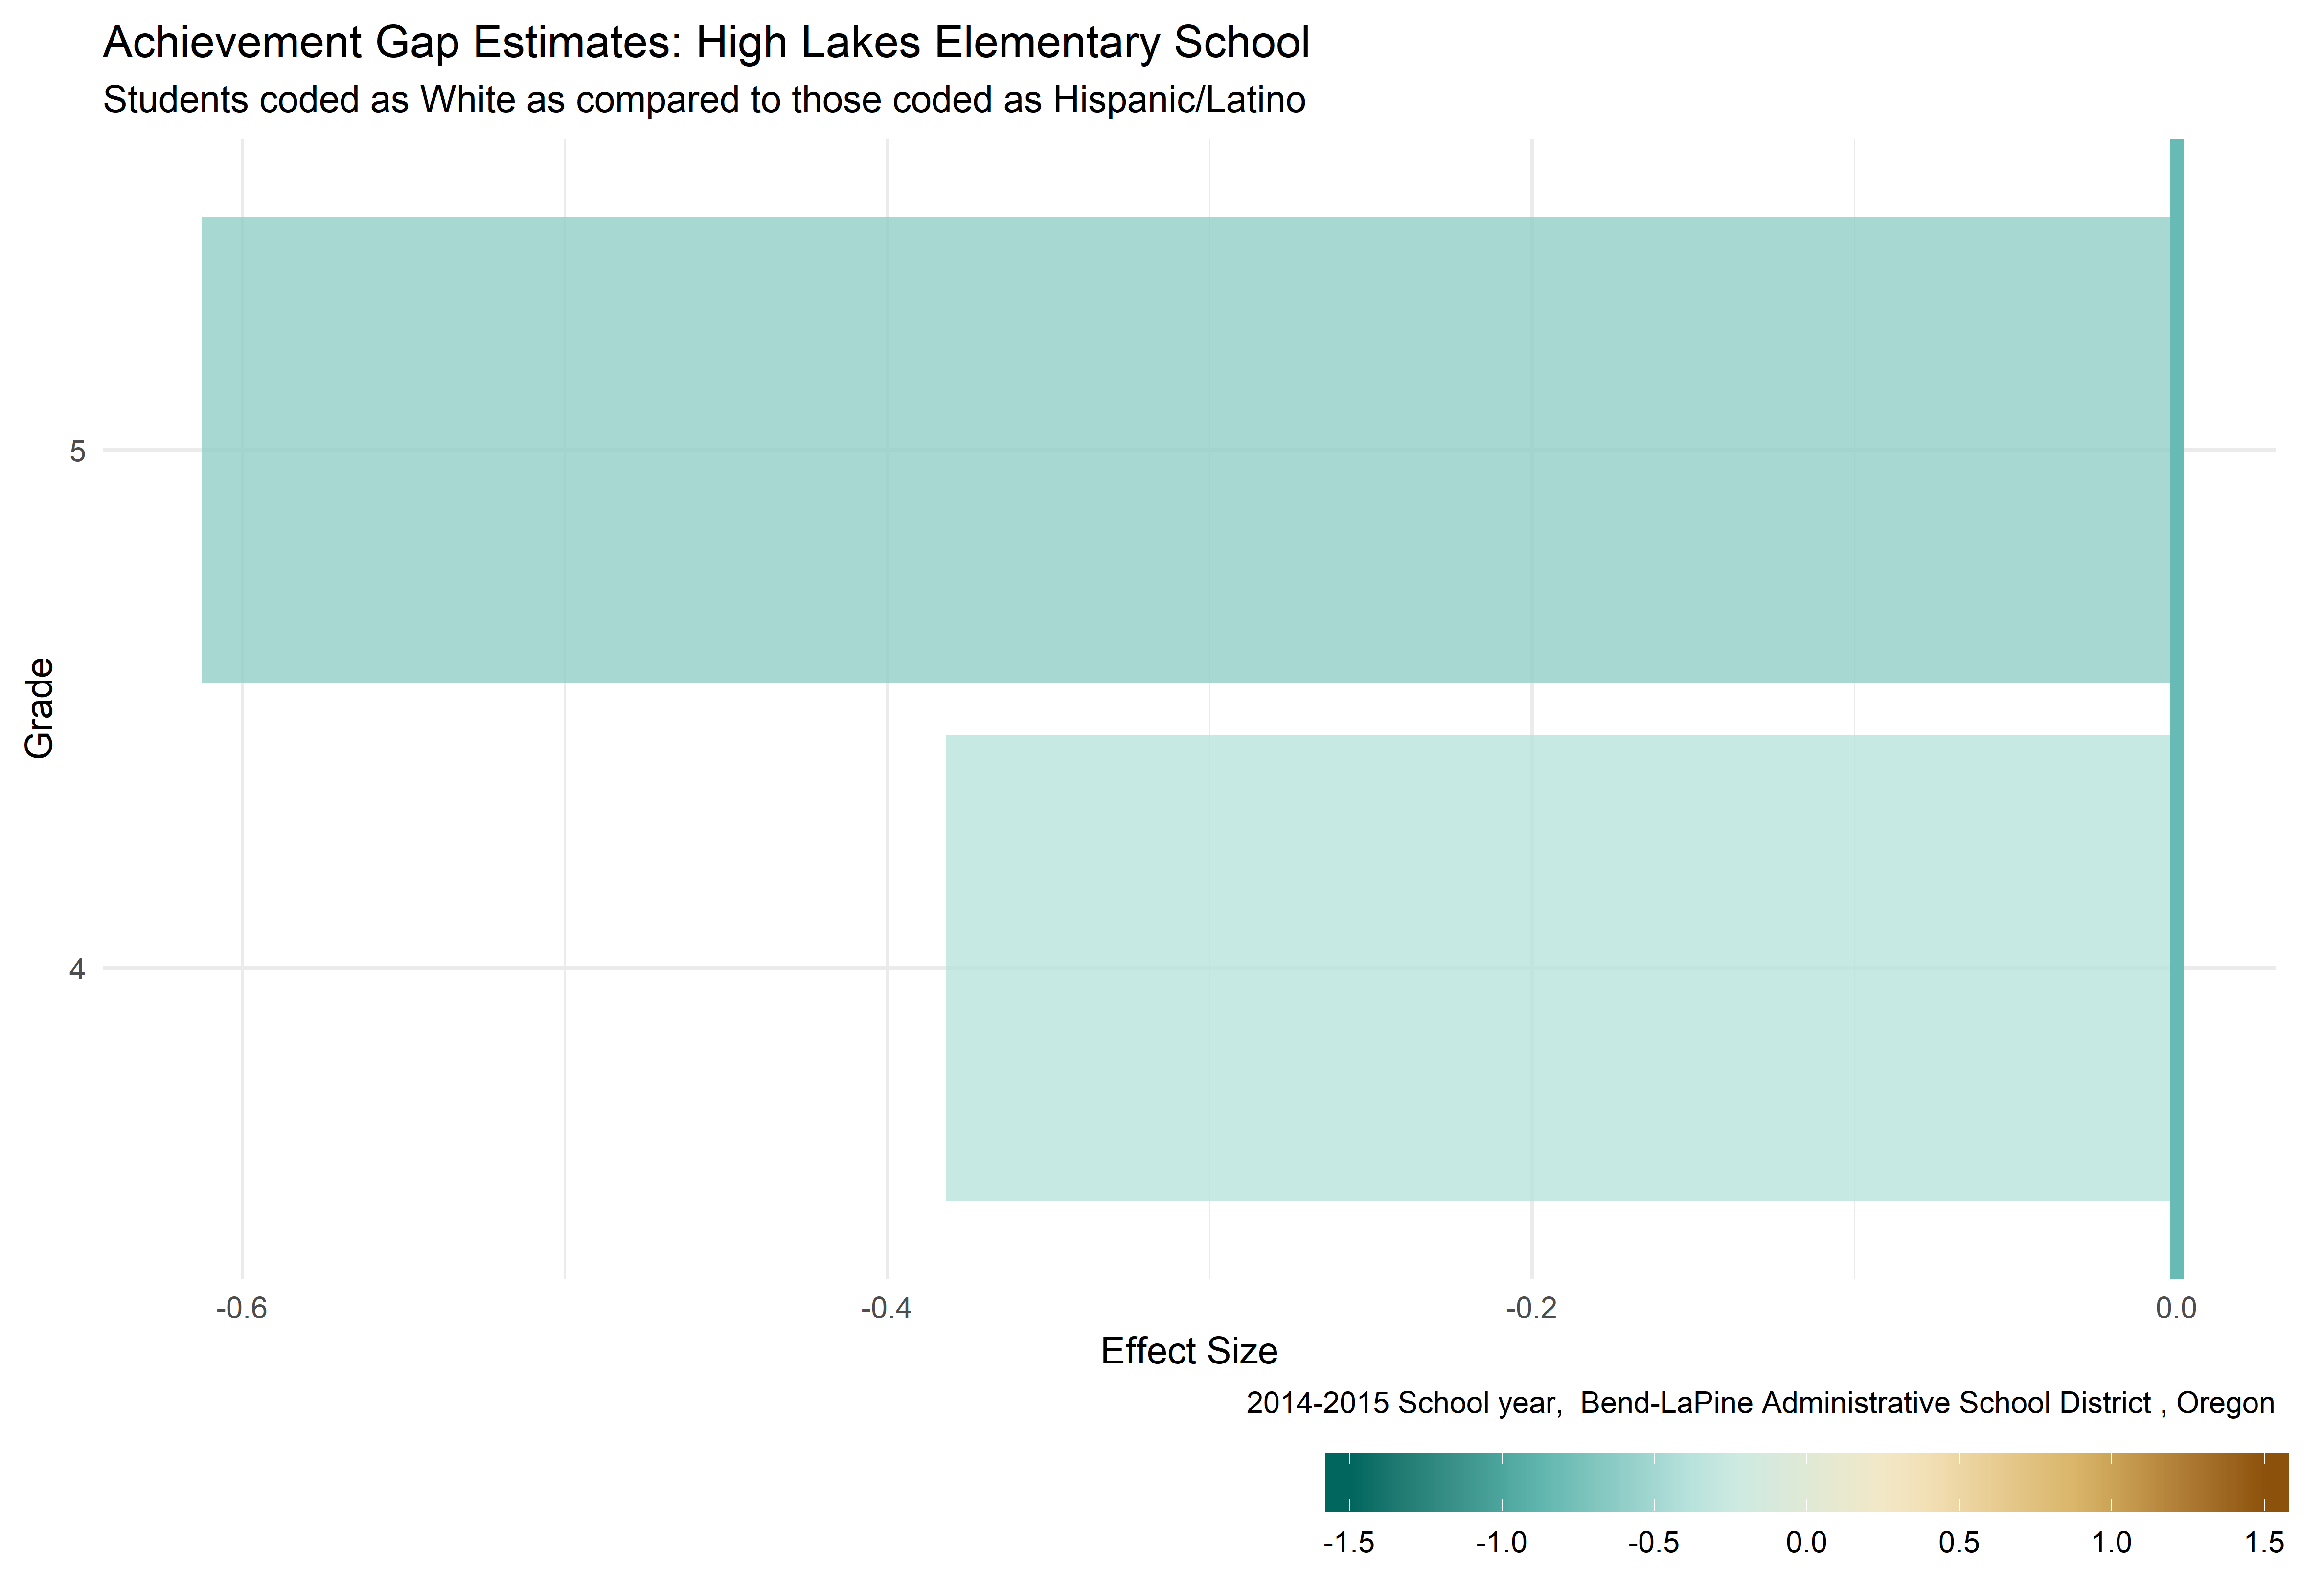 Achievement Gap Estimates: High Lakes Elementary School
Students coded as White as compared to those coded as Hispanic/Latino
5
Grade
4
-0.6 -0.4 -0.2 0.0
Effect Size
2014-2015 School year,  Bend-LaPine Administrative School District , Oregon
-1.5 -1.0 -0.5 0.0 0.5 1.0 1.5